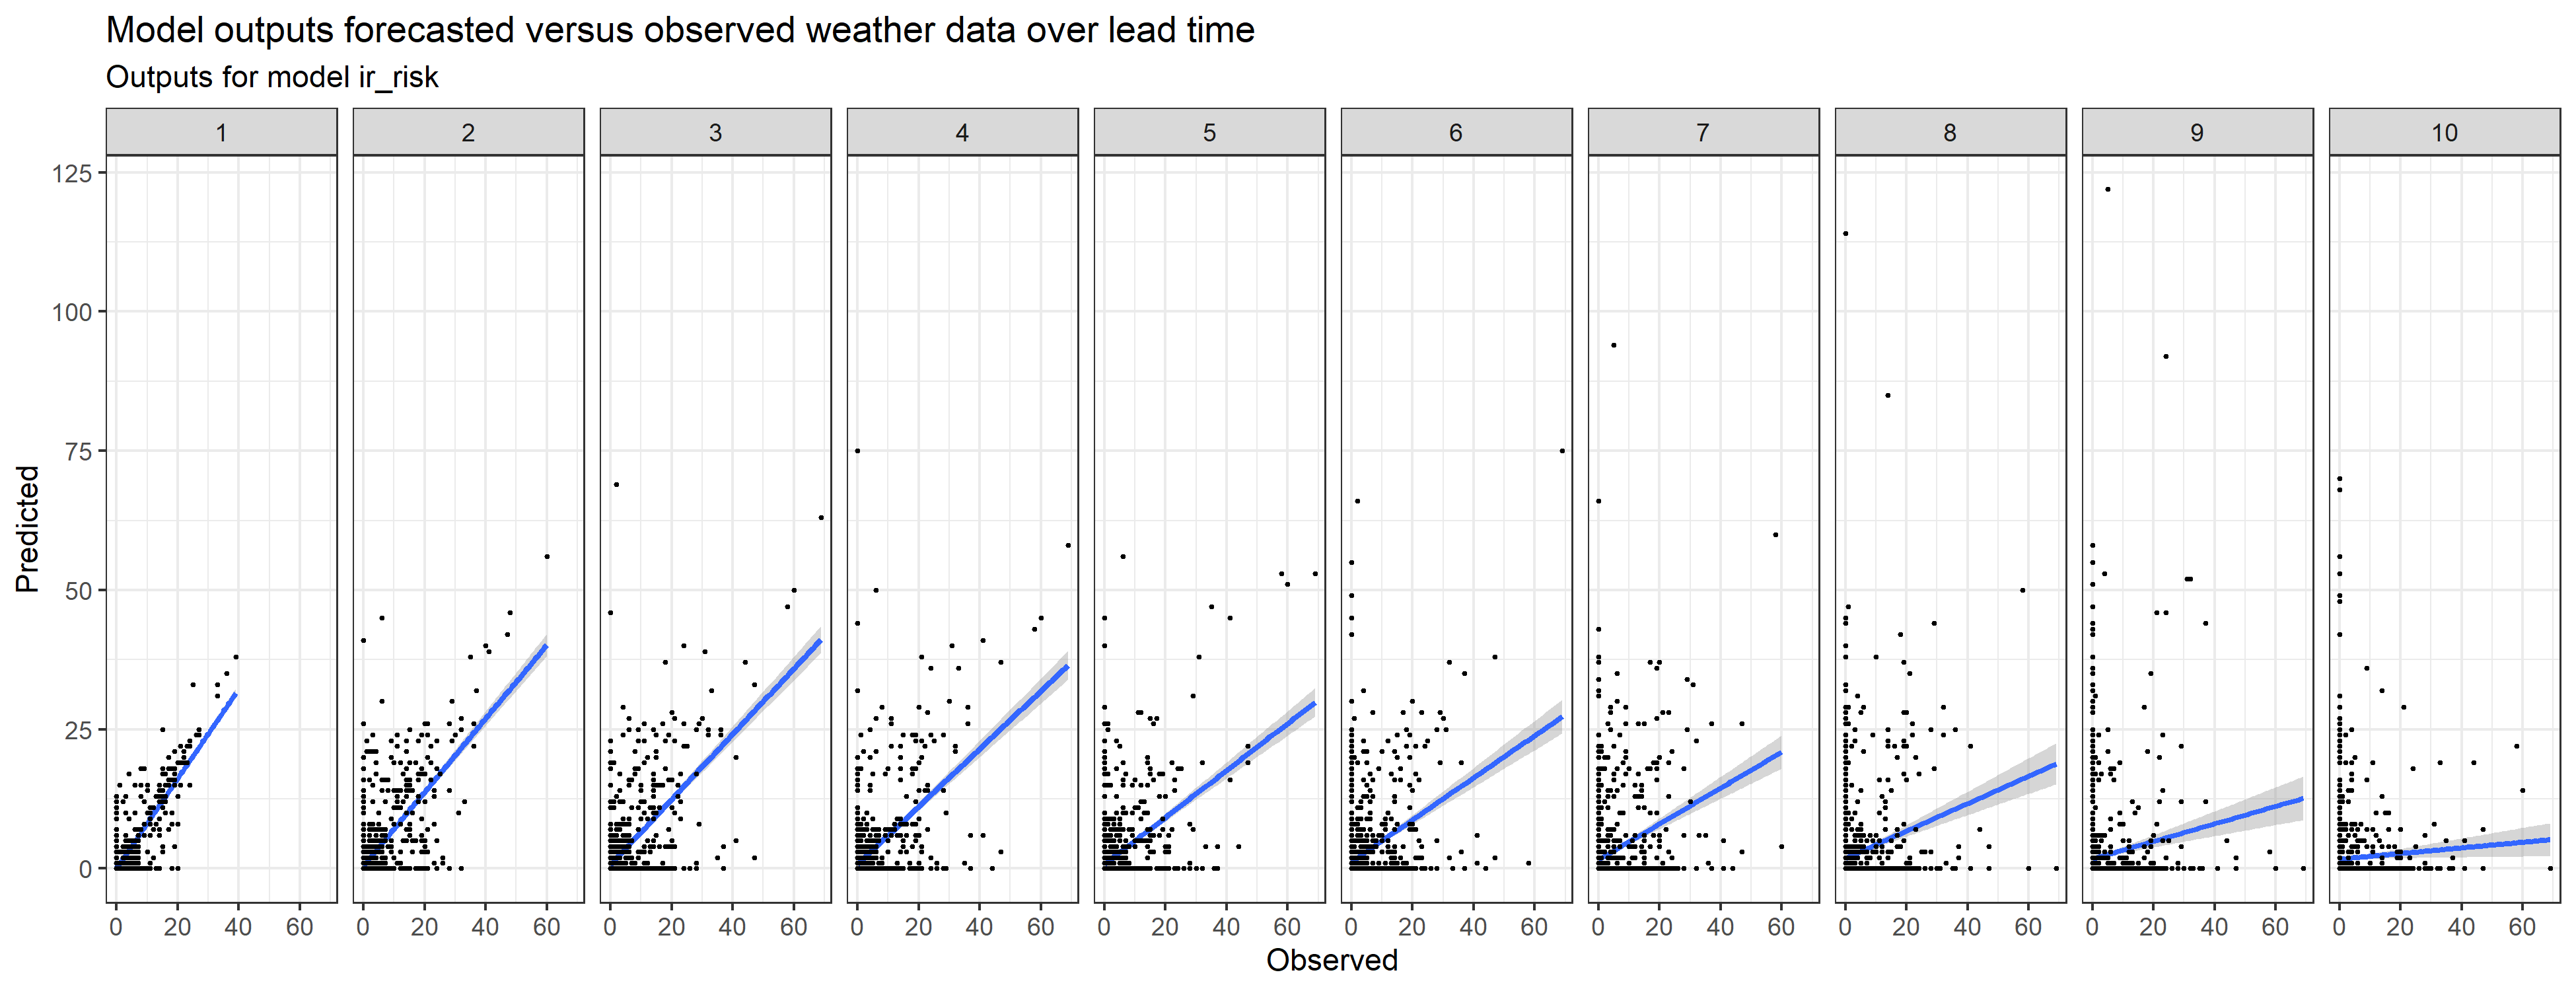 Model outputs forecasted versus observed weather data over lead time
Outputs for model ir_risk
1 2 3 4 5 6 7 8 9 10
125
100
75
50
25
0
Predicted
0 20 40 60 0 20 40 60 0 20 40 60 0 20 40 60 0 20 40 60 0 20 40 60 0 20 40 60 0 20 40 60 0 20 40 60 0 20 40 60
Observed